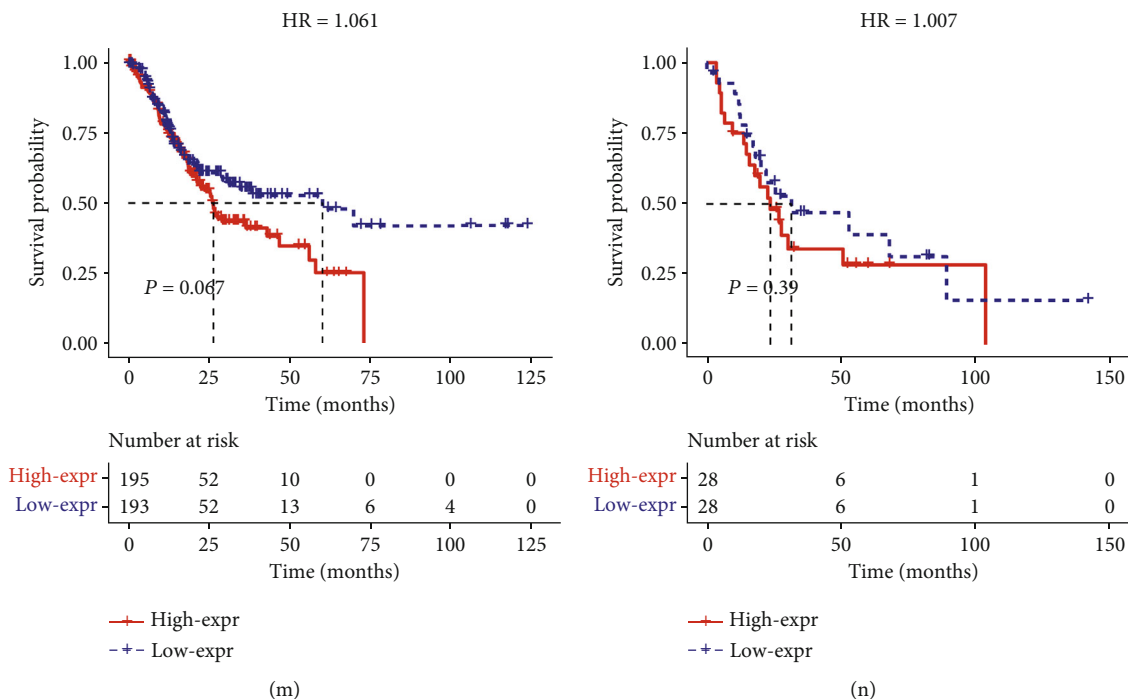 HR = 1.061
1.00
0.75
0.50
0.25
0.00
Survival probability
P = 0.067
0 25 50 75 100 125
Time (months)
Number at risk
High-expr 195 52 10 0 0 0
Low-expr 193 52 13 6 4 0
0 25 50 75 100 125
Time (months)
High-expr
Low-expr
(m)
HR = 1.007
1.00
0.75
0.50
0.25
0.00
Survival probability
P = 0.39
0 50 100 150
Time (months)
Number at risk
High-expr 28 6 1 0
Low-expr 28 6 1 0
0 50 100 150
Time (months)
High-expr
Low-expr
(n)